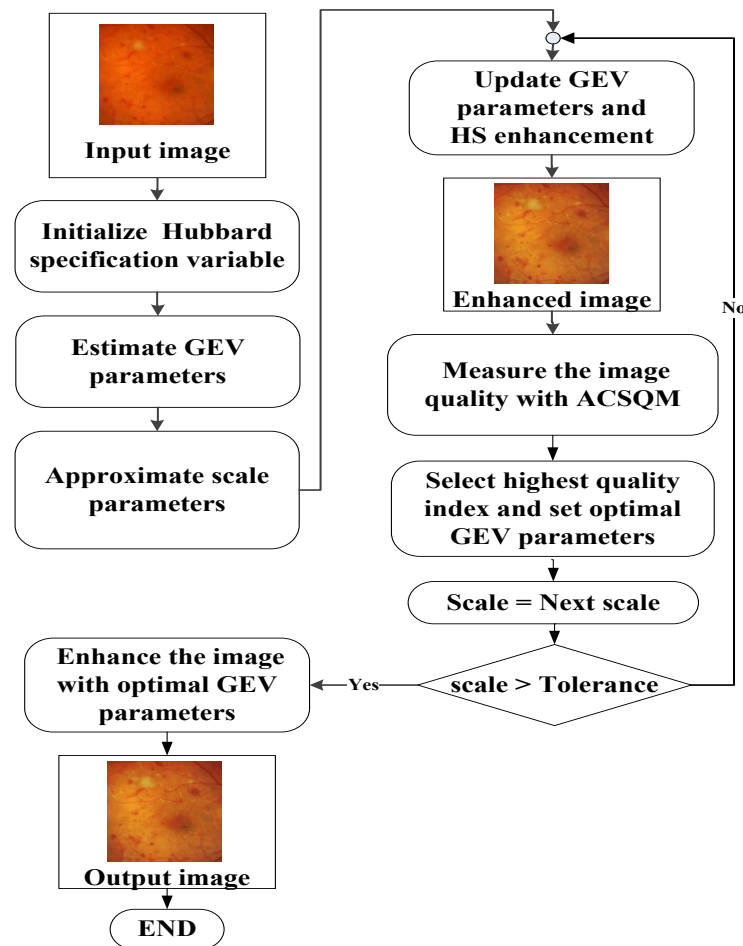 Input image
Initialize Hubbard
specification variable
Estimate GEV
parameters
Approximate scale
parameters
Update GEV
parameters and
HS enhancement
Enhanced image
Measure the image
quality with ACSQM
Select highest quality
index and set optimal
GEV parameters
Scale = Next scale
scale > Tolerance
No
Yes
Enhance the image
with optimal GEV
parameters
Output image
END